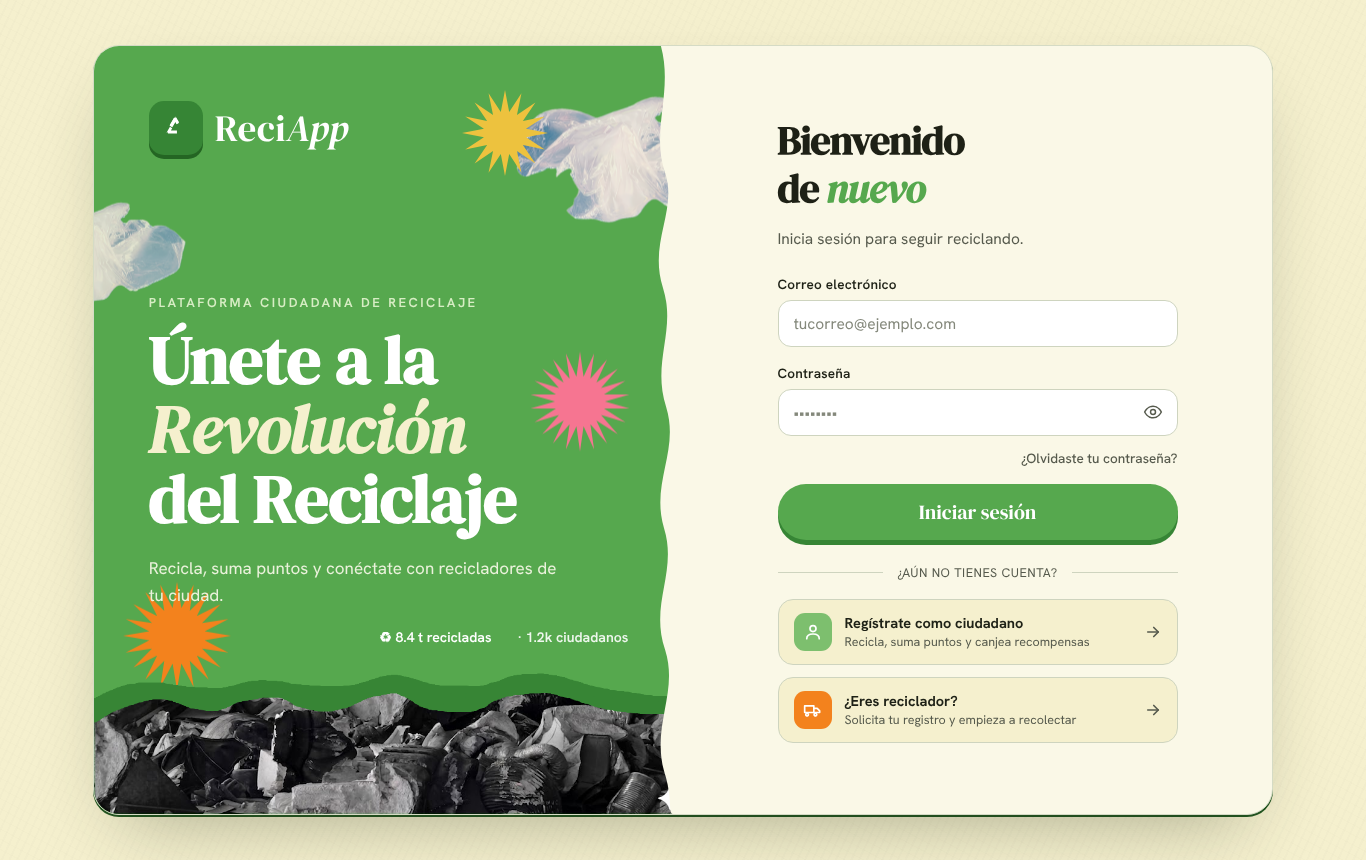 ReciApp
PLATAFORMA CIUDADANA DE RECICLAJE
Únete a la
Revolución
del Reciclaje
Recicla, suma puntos y conéctate con recicladores de
tu ciudad.
♻ 8.4 t recicladas · 1.2k ciudadanos
Bienvenido
de nuevo
Inicia sesión para seguir reciclando.
Correo electrónico
tucorreo@ejemplo.com
Contraseña
••••••••
¿Olvidaste tu contraseña?
Iniciar sesión
¿AÚN NO TIENES CUENTA?
Regístrate como ciudadano
Recicla, suma puntos y canjea recompensas
¿Eres reciclador?
Solicita tu registro y empieza a recolectar